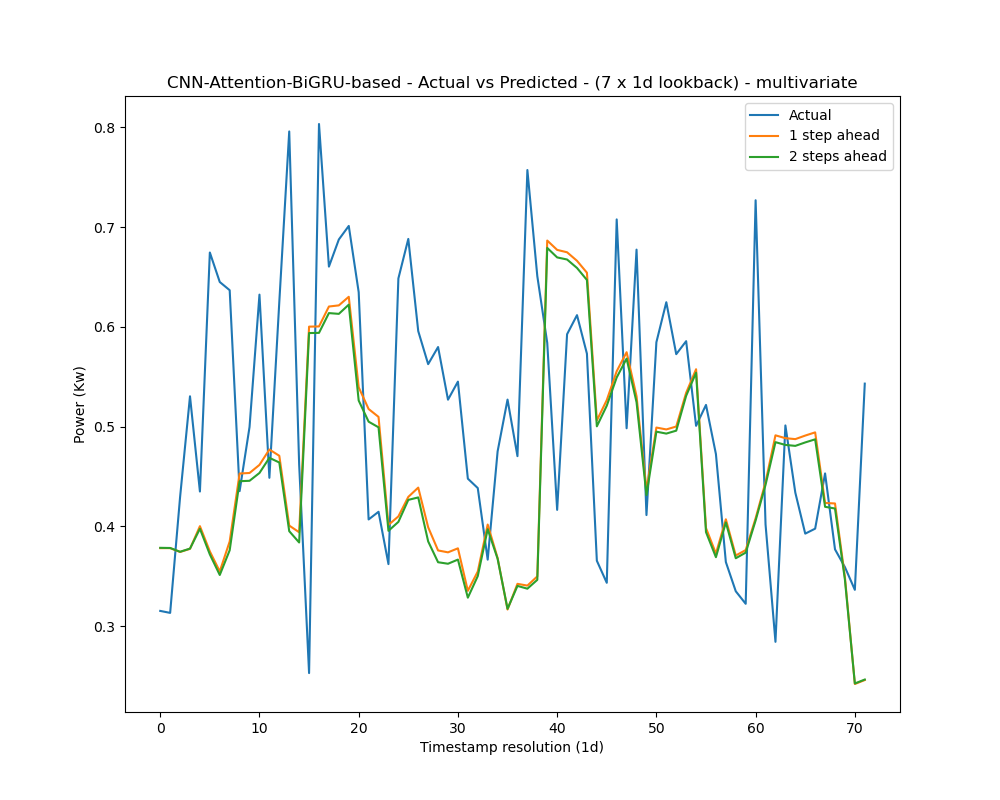 CNN-Attention-BiGRU-based - Actual vs Predicted - (7 x 1d lookback) - multivariate
Actual
1 step ahead
2 steps ahead
0.8
0.7
0.6
0.5
0.4
0.3
Power (Kw)
0 10 20 30 40 50 60 70
Timestamp resolution (1d)